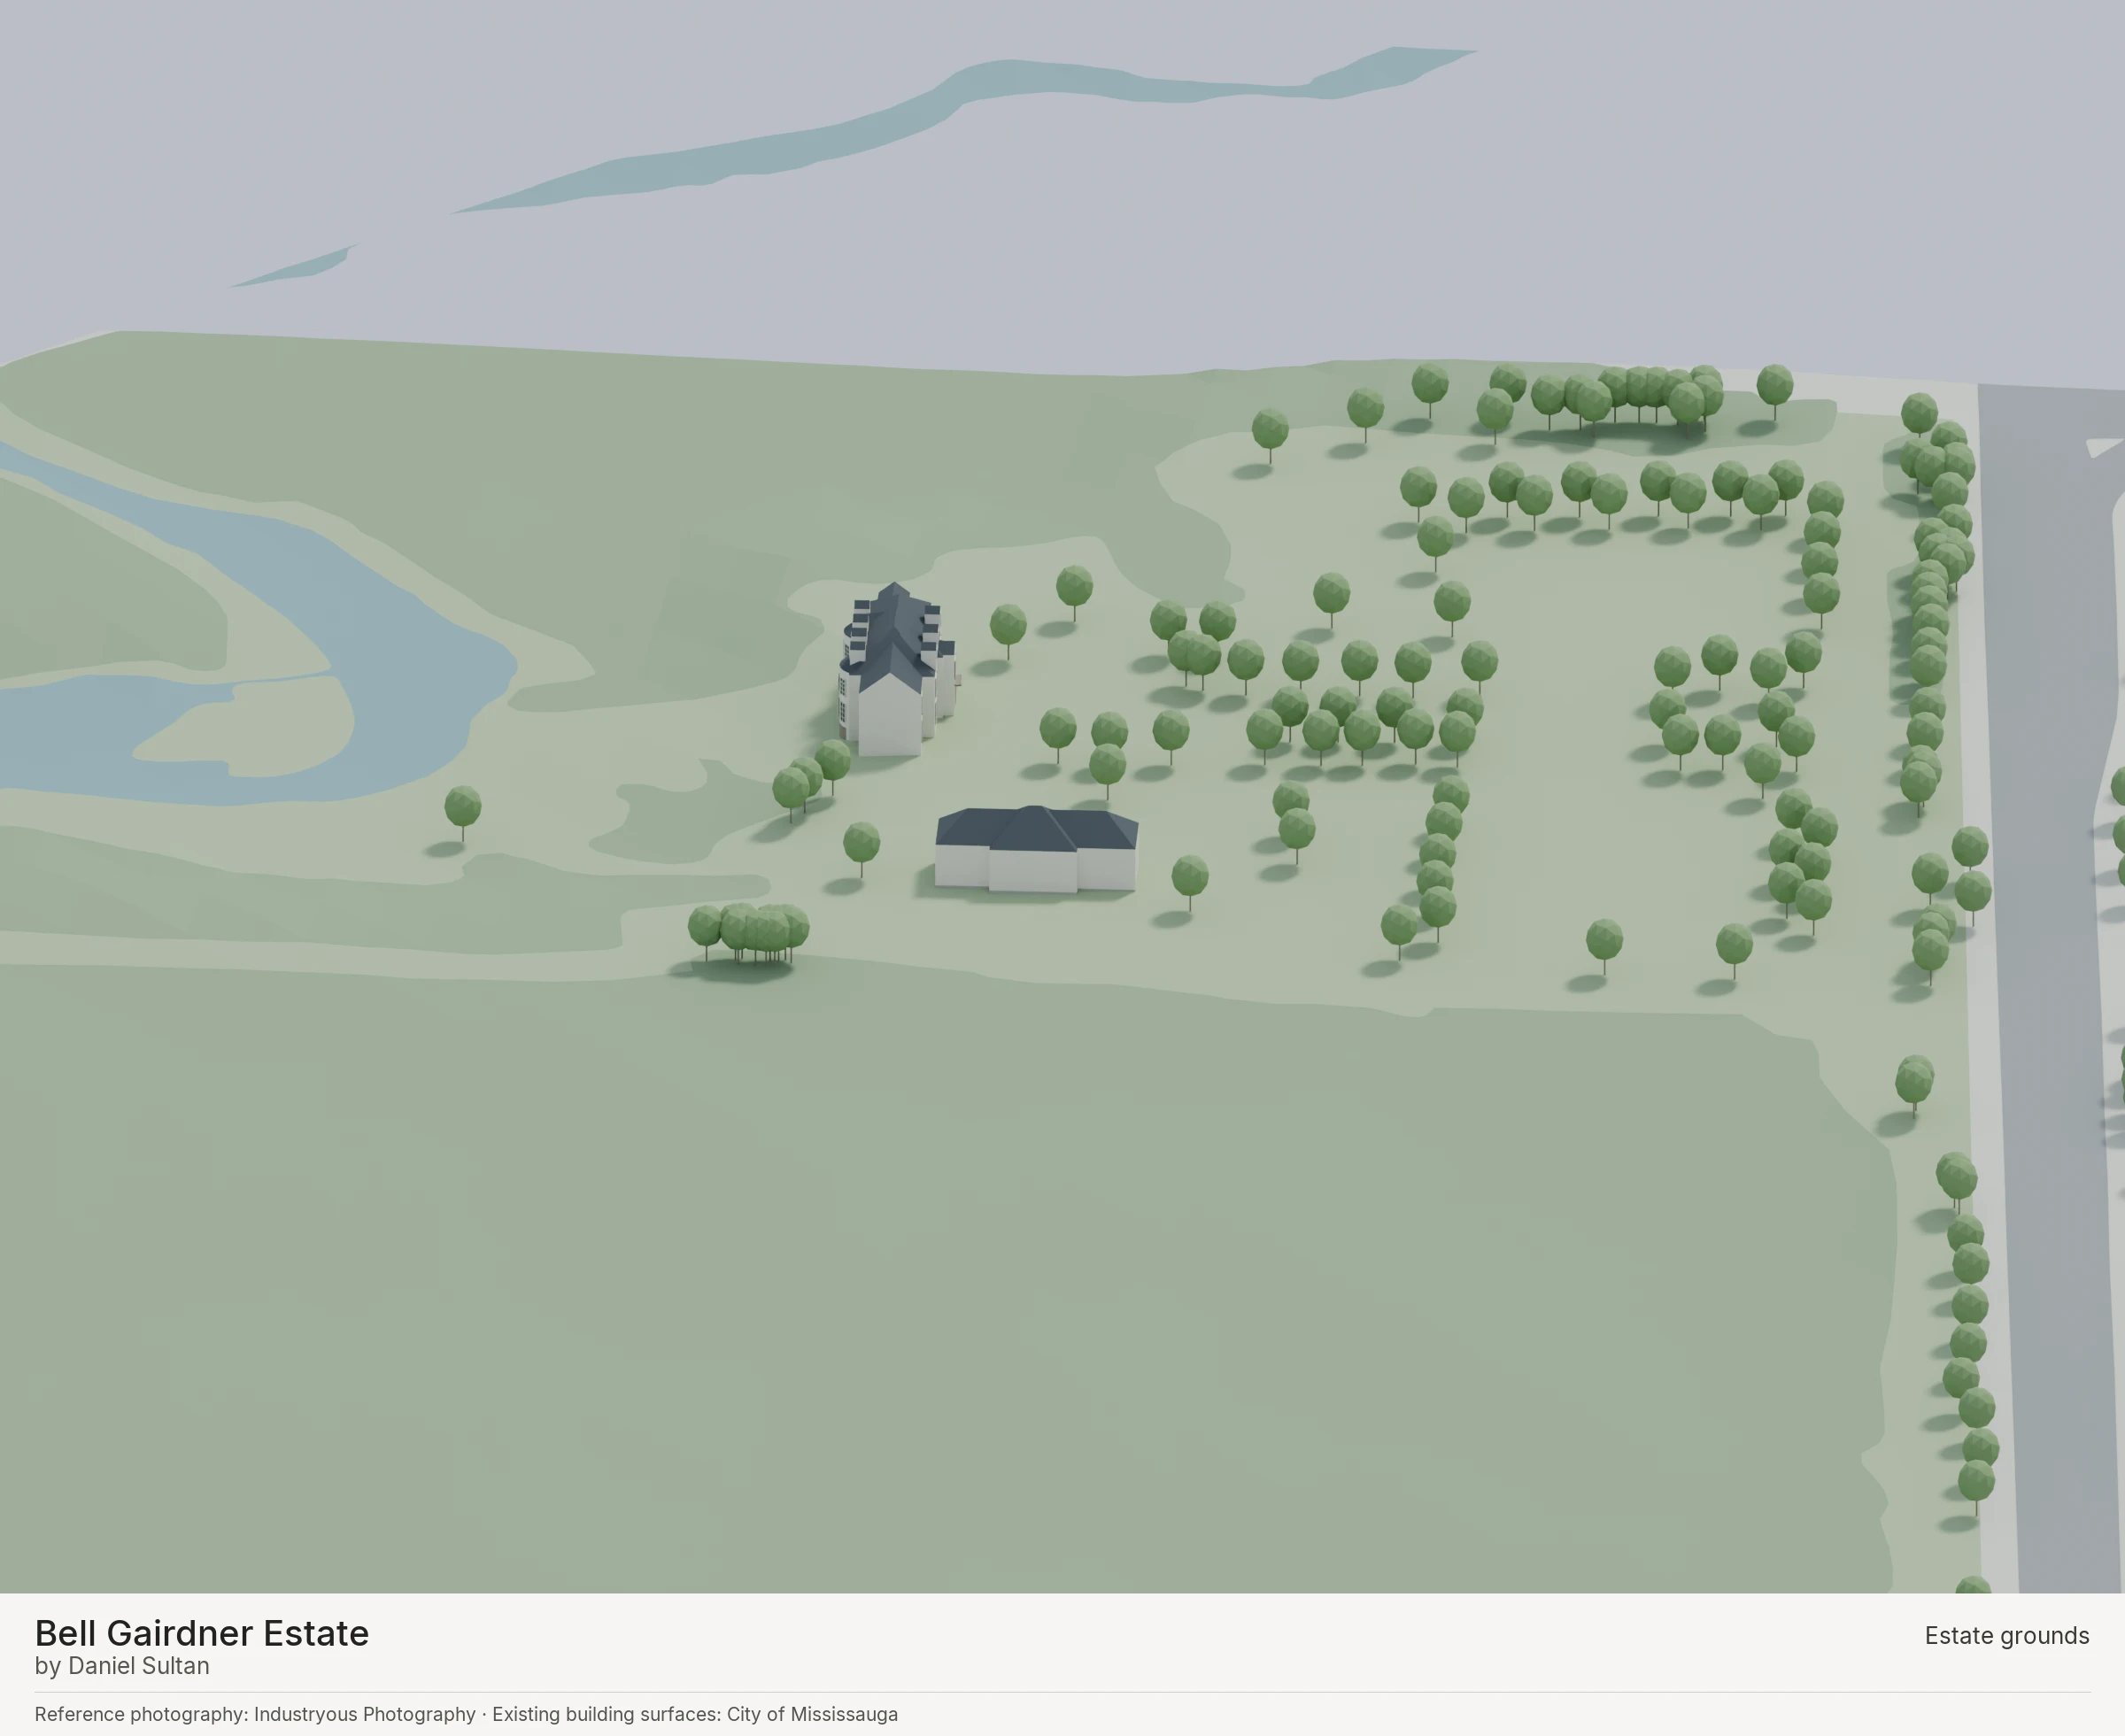 Bell Gairdner Estate
by Daniel Sultan
Estate grounds
Reference photography: Industryous Photography · Existing building surfaces: City of Mississauga